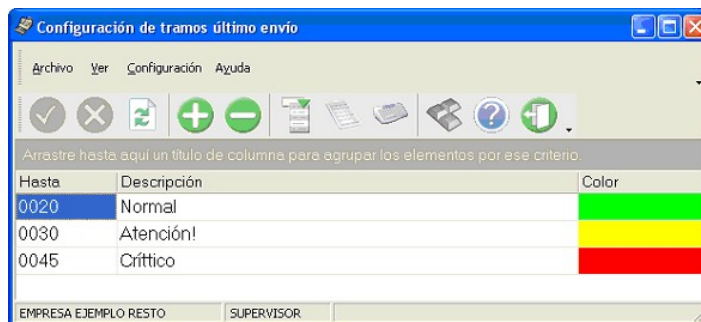 Configuración de tramos último envío
Archivo Ver Configuración Ayuda
Arrastre hasta aquí un título de columna para agrupar los elementos por ese criterio.
Hasta Descripción Color
0020 Normal
0030 Atención!
0045 Críttico
EMPRESA EJEMPLO RESTO SUPERVISOR